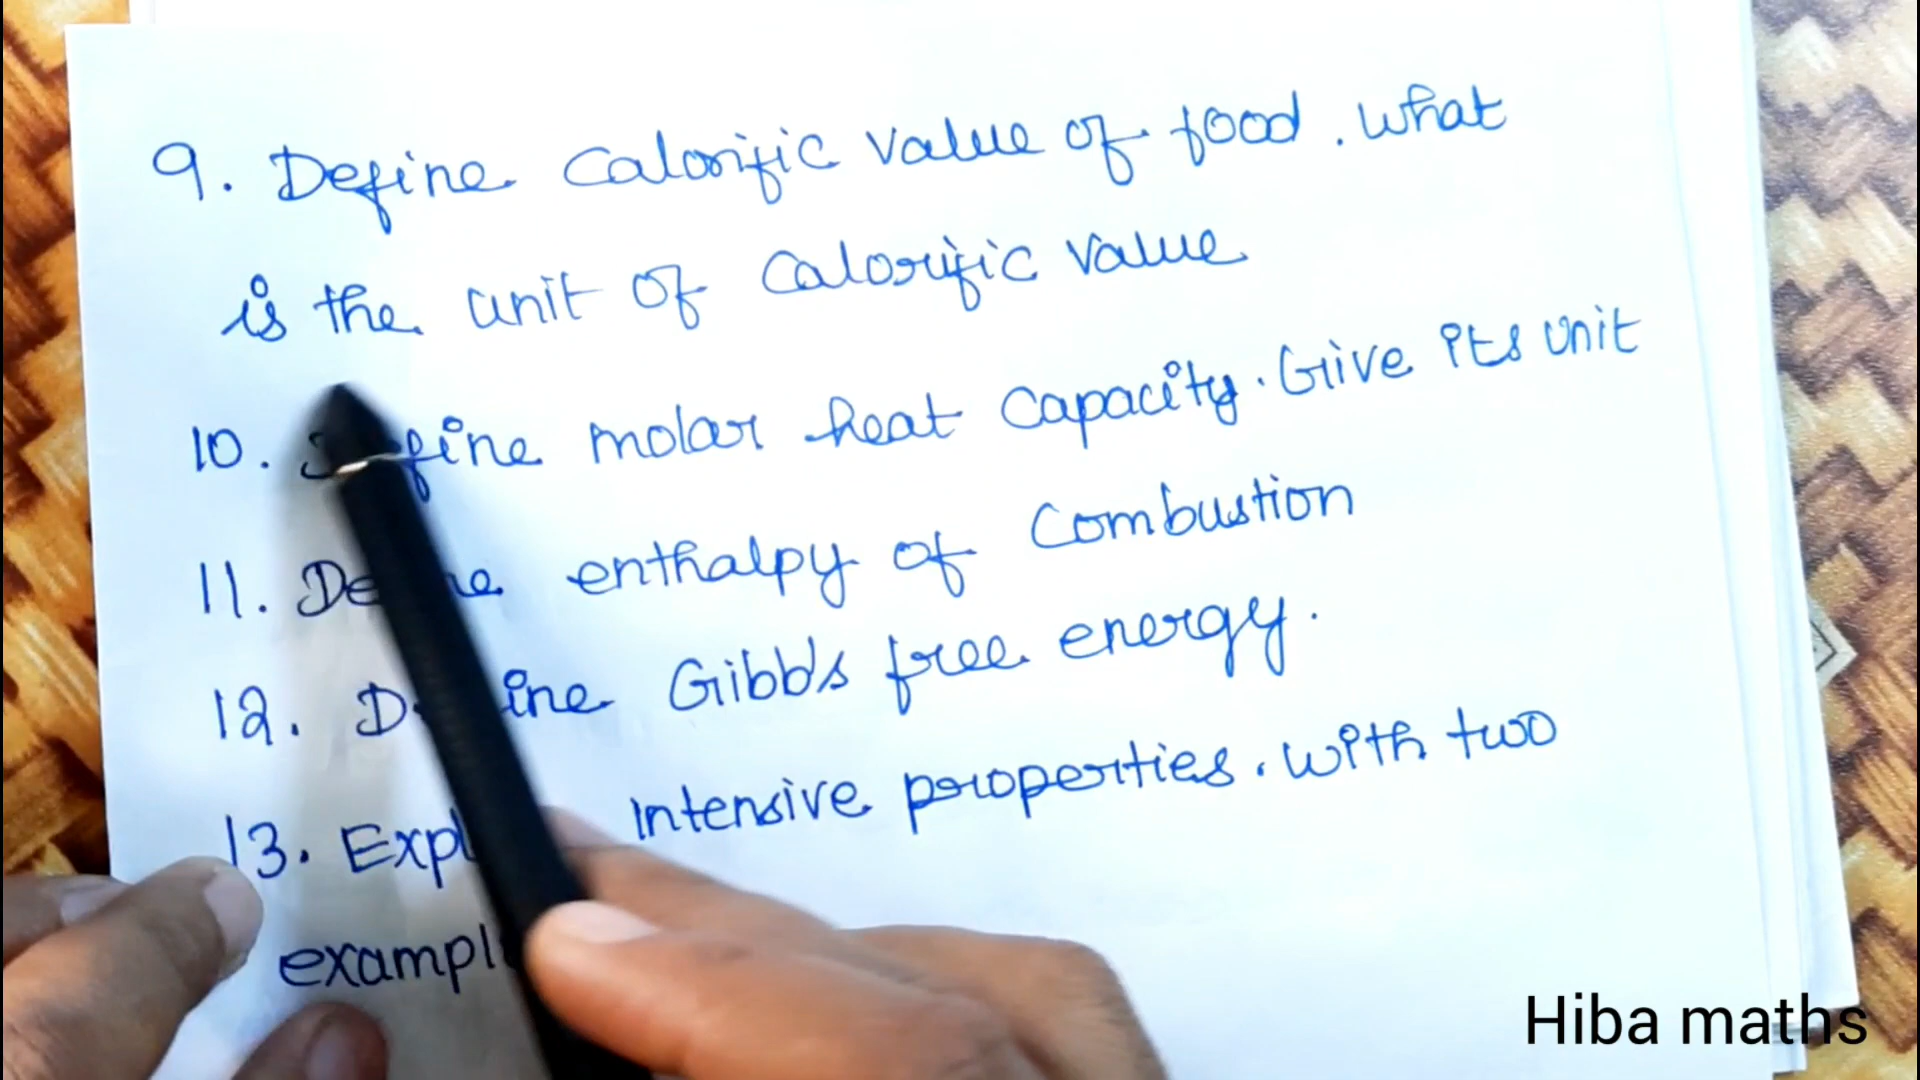 9. Define Calorific value of food. what
is the unit of Calorific value
10. fine molar heat Capacity. Give its unit
11. enthalpy of Combustion
12. Gibb's free energy.
13. Intensive properties. with two
Hiba maths